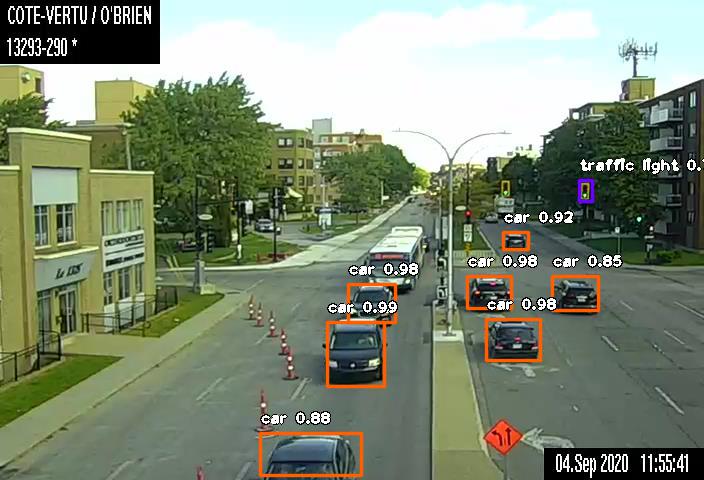 COTE-VERTU / O'BRIEN
13293-290 *
traffic light 0.
car 0.92
car 0.98
car 0.98
car 0.85
car 0.99
car 0.98
car 0.88
04.Sep 2020 11:55:41